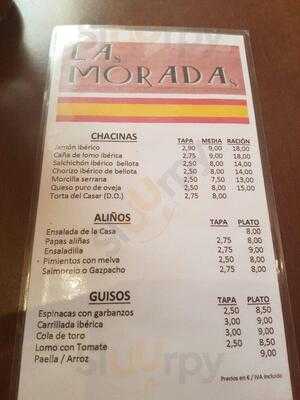 LAS
MORADAS
CHACINAS
TAPA MEDIA RACIÓN
Jamón ibérico 2,90 9,00 18,00
Caña de lomo ibérica 2,75 9,00 18,00
Salchichón ibérico bellota 2,50 8,00 14,00
Chorizo ibérico de bellota 2,50 8,00 14,00
Morcilla serrana 2,50 7,50 13,00
Queso puro de oveja 2,50 8,00 15,00
Torta del Casar (D.O.) 2,75 8,00
ALIÑOS
TAPA PLATO
Ensalada de la Casa 8,00
Papas aliñas 2,75 8,00
Ensaladilla 2,75 9,00
Pimientos con melva 2,50 8,00
Salmorejo o Gazpacho 2,75 8,00
GUISOS
TAPA PLATO
Espinacas con garbanzos 2,50 8,50
Carrillada ibérica 3,00 9,00
Cola de toro 3,00 9,00
Lomo con Tomate 2,50 8,50
Paella / Arroz 9,00
Precios en € / IVA incluido